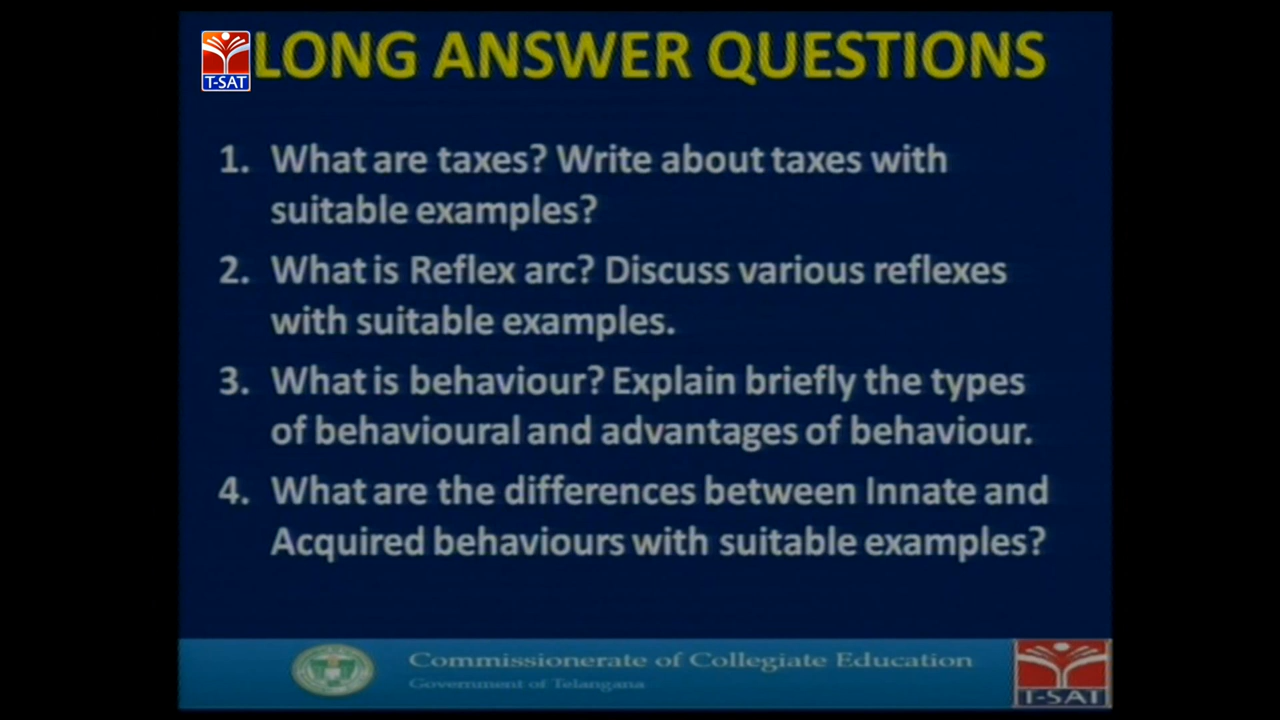 LONG ANSWER QUESTIONS
T-SAT
1. What are taxes? Write about taxes with
suitable examples?
2. What is Reflex arc? Discuss various reflexes
with suitable examples.
3. What is behaviour? Explain briefly the types
of behavioural and advantages of behaviour.
4. What are the differences between Innate and
Acquired behaviours with suitable examples?
Commissionerate of Collegiate Education
Government of Telangana
T-SAT